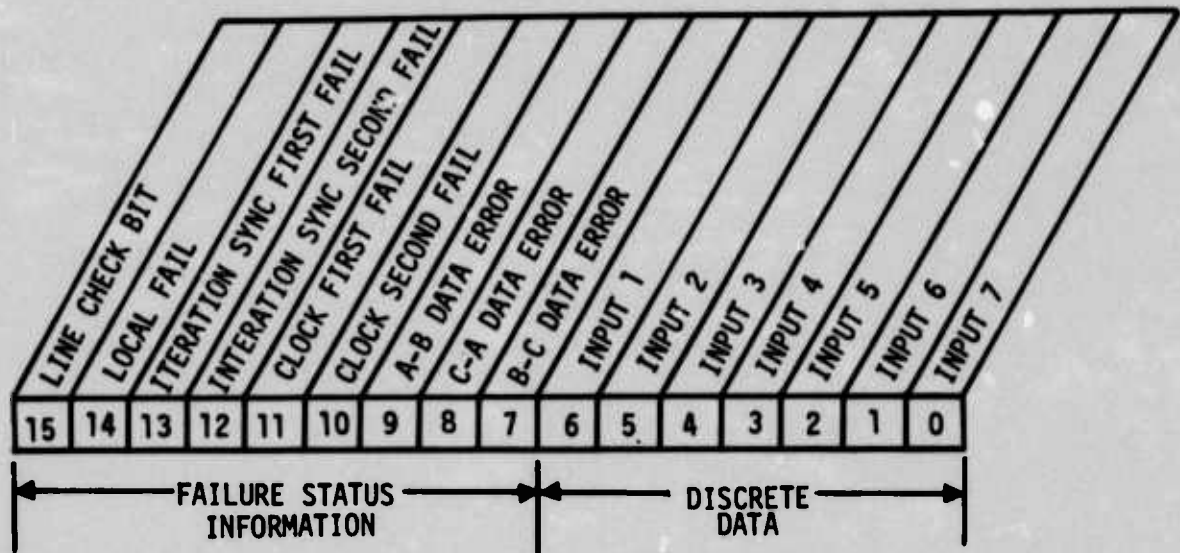 LINE CHECK BIT
LOCAL FAIL
ITERATION SYNC FIRST FAIL
INTERATION SYNC SECOND FAIL
CLOCK FIRST FAIL
CLOCK SECOND FAIL
A-B DATA ERROR
C-A DATA ERROR
B-C DATA ERROR
INPUT 1
INPUT 2
INPUT 3
INPUT 4
INPUT 5
INPUT 6
INPUT 7
15 14 13 12 11 10 9 8 7 6 5 4 3 2 1 0
FAILURE STATUS
INFORMATION
DISCRETE
DATA